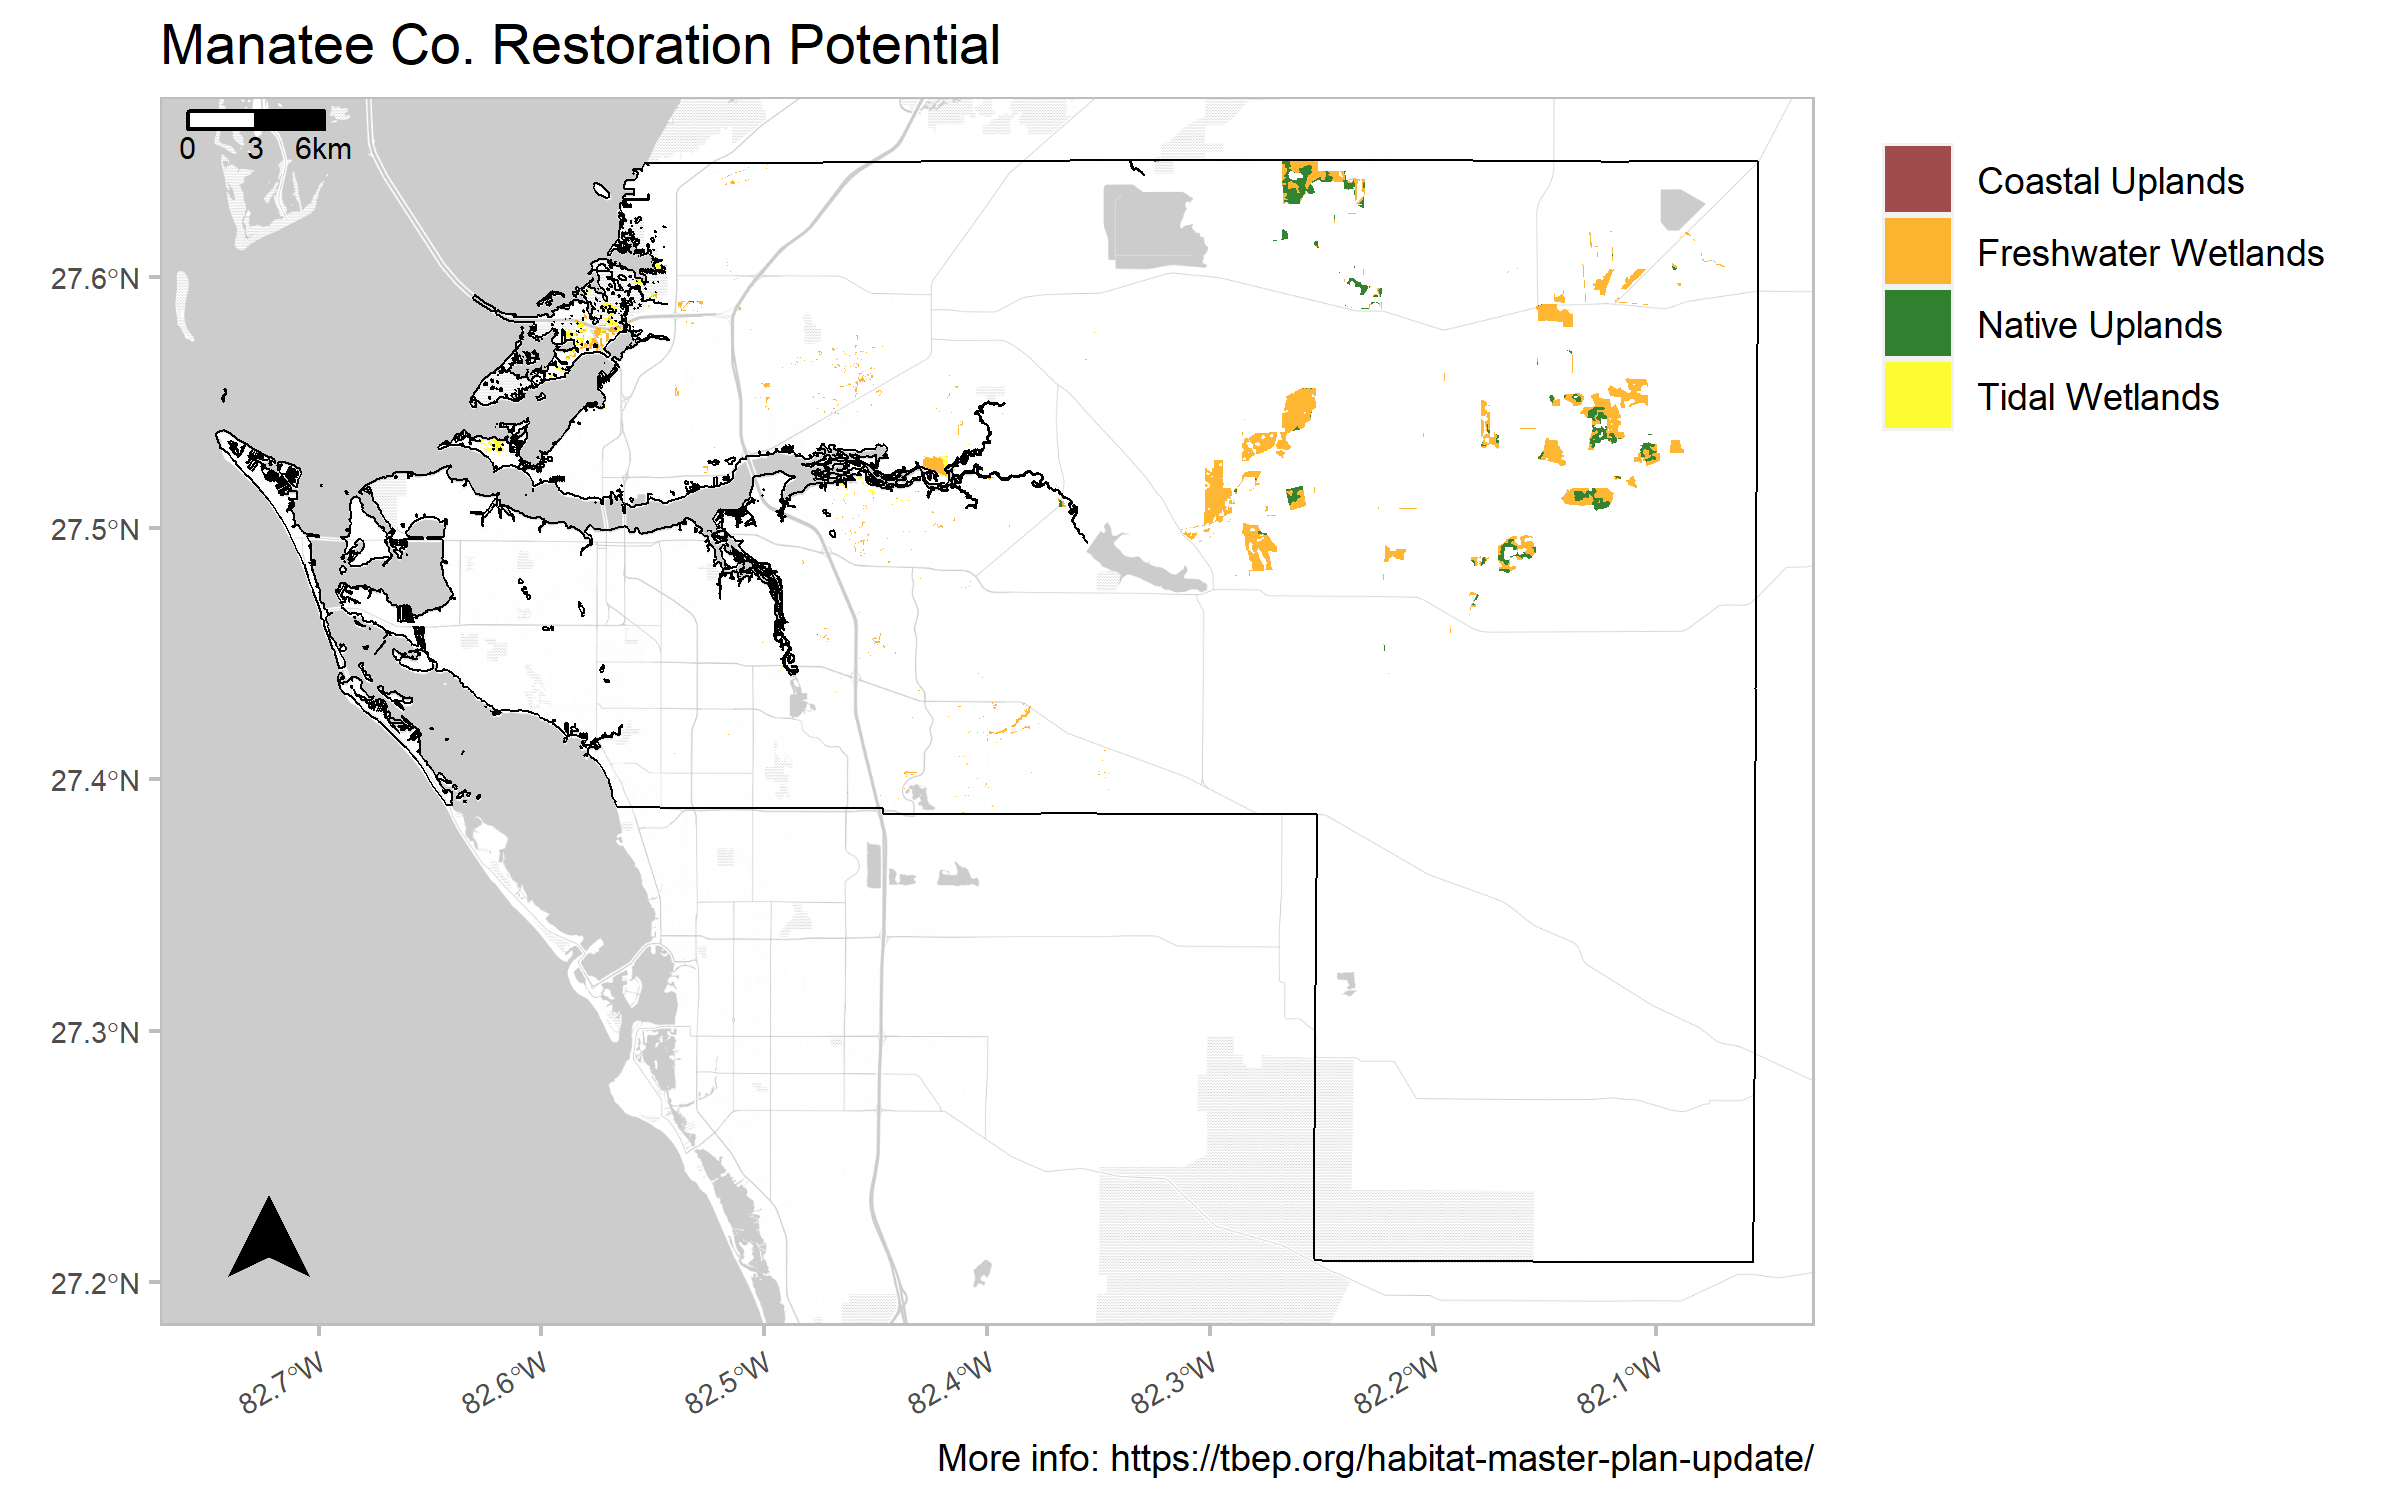 Manatee Co. Restoration Potential
0 3 6km
Coastal Uplands
Freshwater Wetlands
Native Uplands
Tidal Wetlands
27.6°N
27.5°N
27.4°N
27.3°N
27.2°N
82.7°W 82.6°W 82.5°W 82.4°W 82.3°W 82.2°W 82.1°W
More info: https://tbep.org/habitat-master-plan-update/